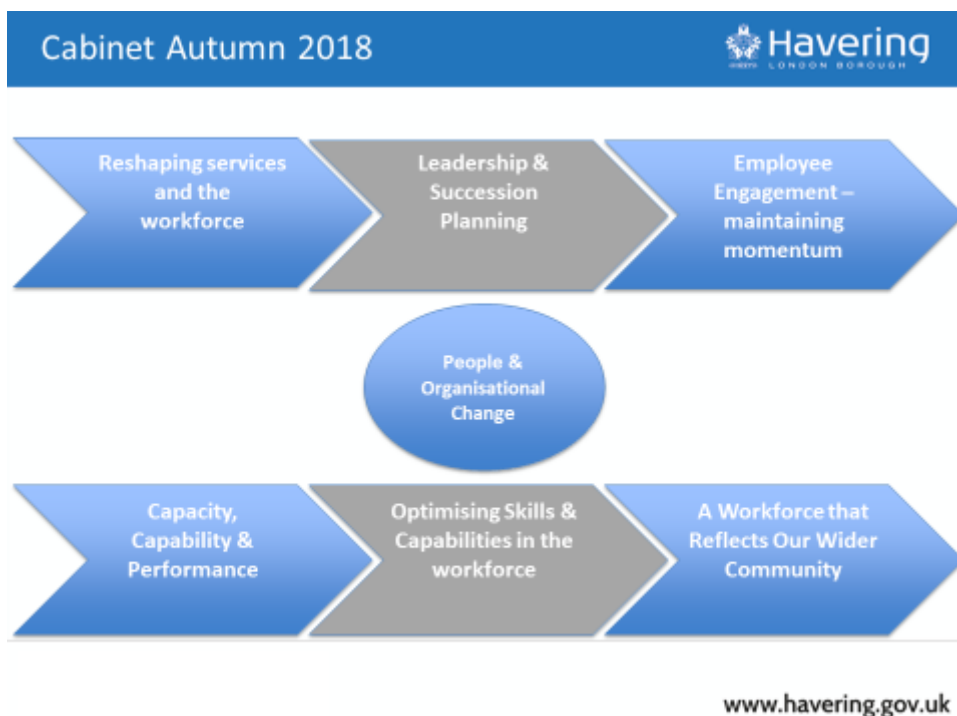 Cabinet Autumn 2018
Havering
LONDON BOROUGH
Reshaping services
and the
workforce
Leadership &
Succession
Planning
Employee
Engagement –
maintaining
momentum
People &
Organisational
Change
Capacity,
Capability &
Performance
Optimising Skills &
Capabilities in the
workforce
A Workforce that
Reflects Our Wider
Community
www.havering.gov.uk